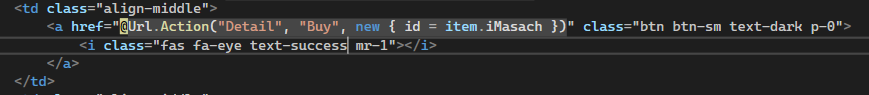 <td class="align-middle">
<a href="@Url.Action("Detail", "Buy", new { id = item.iMasach })" class="btn btn-sm text-dark p-0">
<i class="fas fa-eye text-success mr-1"></i>
</a>
</td>